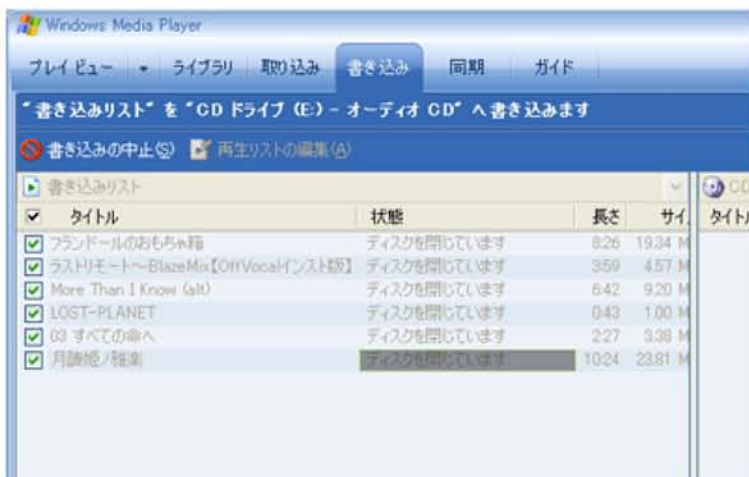 Windows Media Player
プレイ ビュー ライブラリ 取り込み 書き込み 同期 ガイド
"書き込みリスト" を "CD ドライブ (E:) - オーディオ CD" へ書き込みます
書き込みの中止(S) 再生リストの編集(A)
書き込みリスト CD
タイトル 状態 長さ サイ タイトル
フランドールのおもちゃ箱 ディスクを閉じています 8:26 19.34 M
ラストリモート～BlazeMix【OffVocalインスト版】 ディスクを閉じています 3:59 4.57 M
More Than I Know (alt) ディスクを閉じています 6:42 9.20 M
LOST-PLANET ディスクを閉じています 0:43 1.00 M
03 すべての命へ ディスクを閉じています 2:27 3.38 M
月詠姫ノ雅楽 ディスクを閉じています 10:24 23.81 M